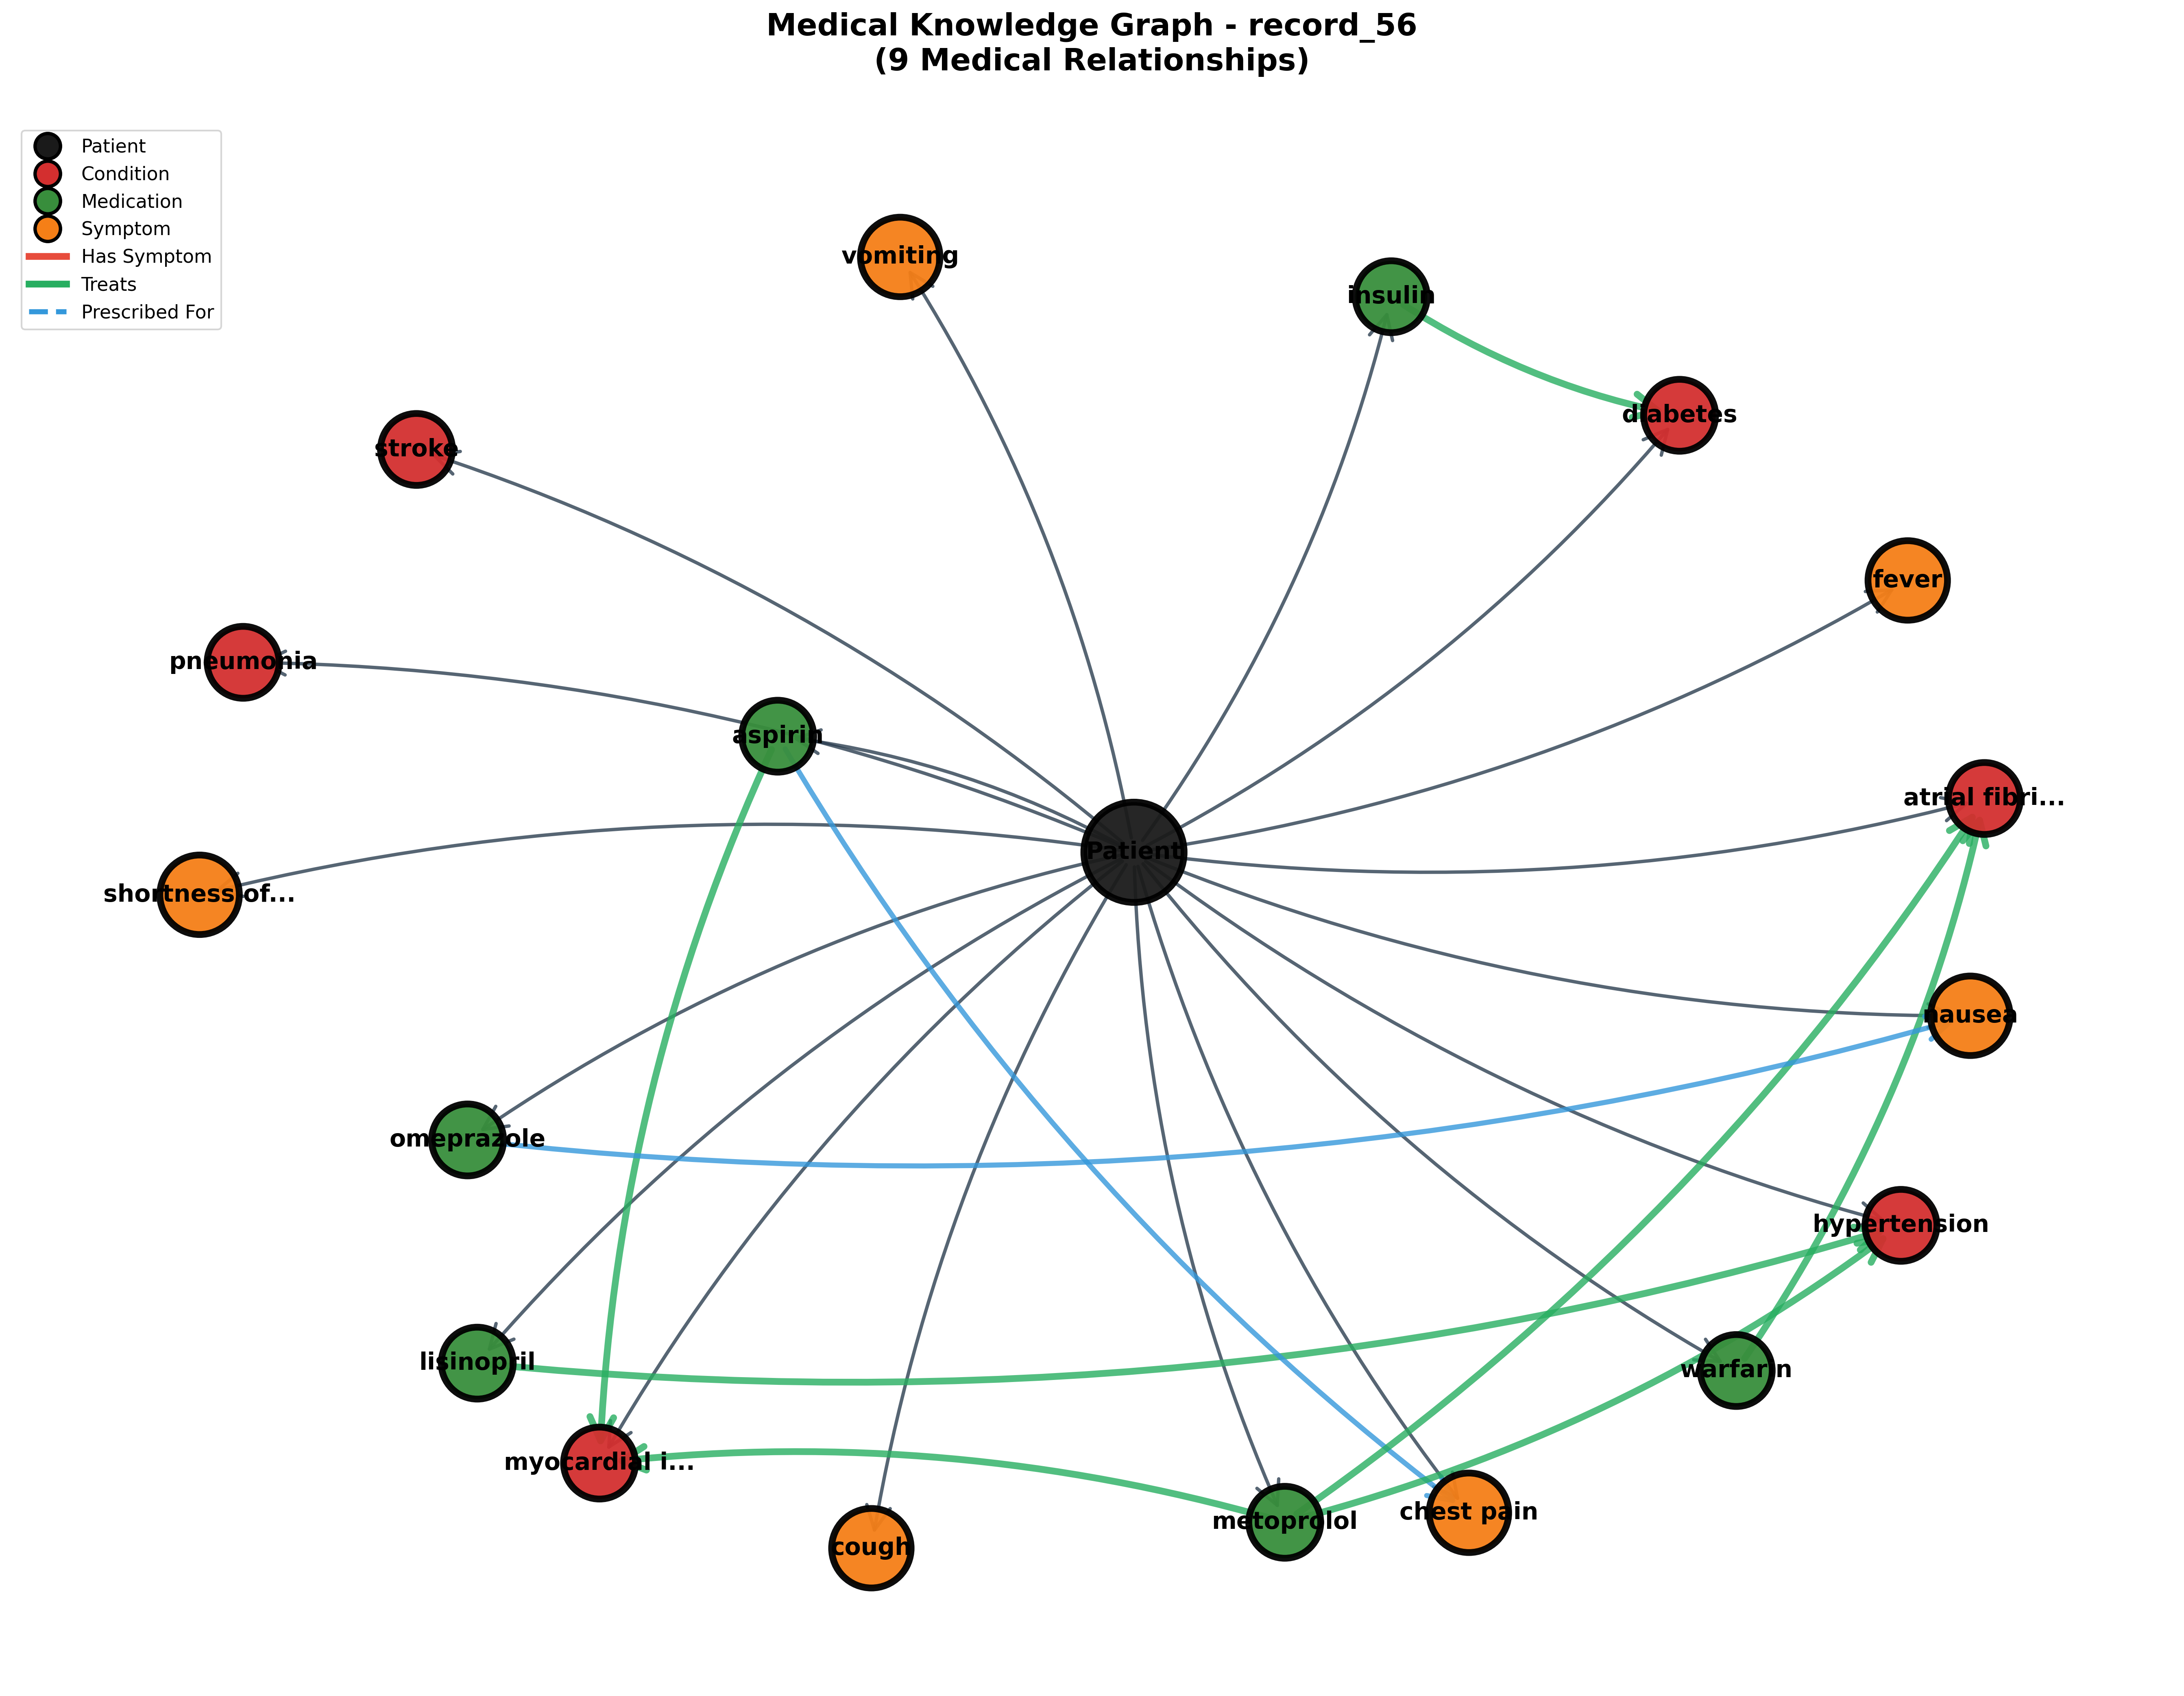 Medical Knowledge Graph - record_56
(9 Medical Relationships)
Patient
Condition
Medication
Symptom
Has Symptom
Treats
Prescribed For
vomiting
insulin
diabetes
stroke
fever
pneumonia
aspirin
atrial fibri...
Patient
shortness of...
nausea
omeprazole
hypertension
lisinopril
warfarin
myocardial i...
chest pain
metoprolol
cough